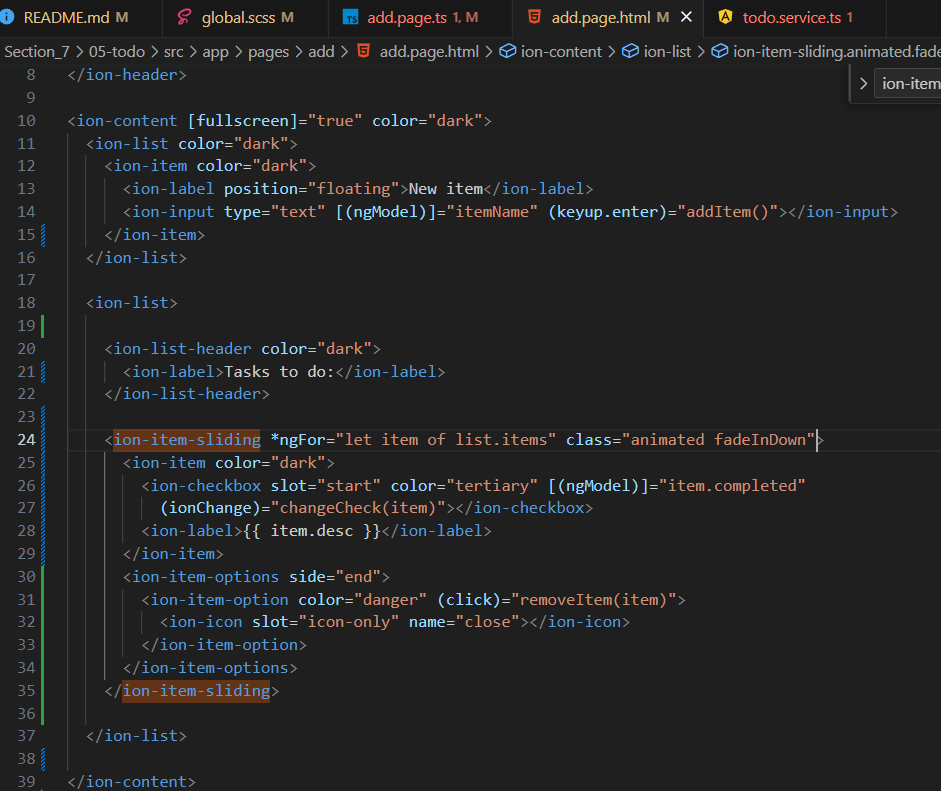 README.md M global.scss M TS add.page.ts 1, M add.page.html M todo.service.ts 1
Section_7 > 05-todo > src > app > pages > add > add.page.html > ion-content > ion-list > ion-item-sliding.animated.fade
ion-item
8 </ion-header>
9
10 <ion-content [fullscreen]="true" color="dark">
11 <ion-list color="dark">
12 <ion-item color="dark">
13 <ion-label position="floating">New item</ion-label>
14 <ion-input type="text" [(ngModel)]="itemName" (keyup.enter)="addItem()"></ion-input>
15 </ion-item>
16 </ion-list>
17
18 <ion-list>
19
20 <ion-list-header color="dark">
21 <ion-label>Tasks to do:</ion-label>
22 </ion-list-header>
23
24 <ion-item-sliding *ngFor="let item of list.items" class="animated fadeInDown">
25 <ion-item color="dark">
26 <ion-checkbox slot="start" color="tertiary" [(ngModel)]="item.completed"
27 (ionChange)="changeCheck(item)"></ion-checkbox>
28 <ion-label>{{ item.desc }}</ion-label>
29 </ion-item>
30 <ion-item-options side="end">
31 <ion-item-option color="danger" (click)="removeItem(item)">
32 <ion-icon slot="icon-only" name="close"></ion-icon>
33 </ion-item-option>
34 </ion-item-options>
35 </ion-item-sliding>
36
37 </ion-list>
38
39 </ion-content>